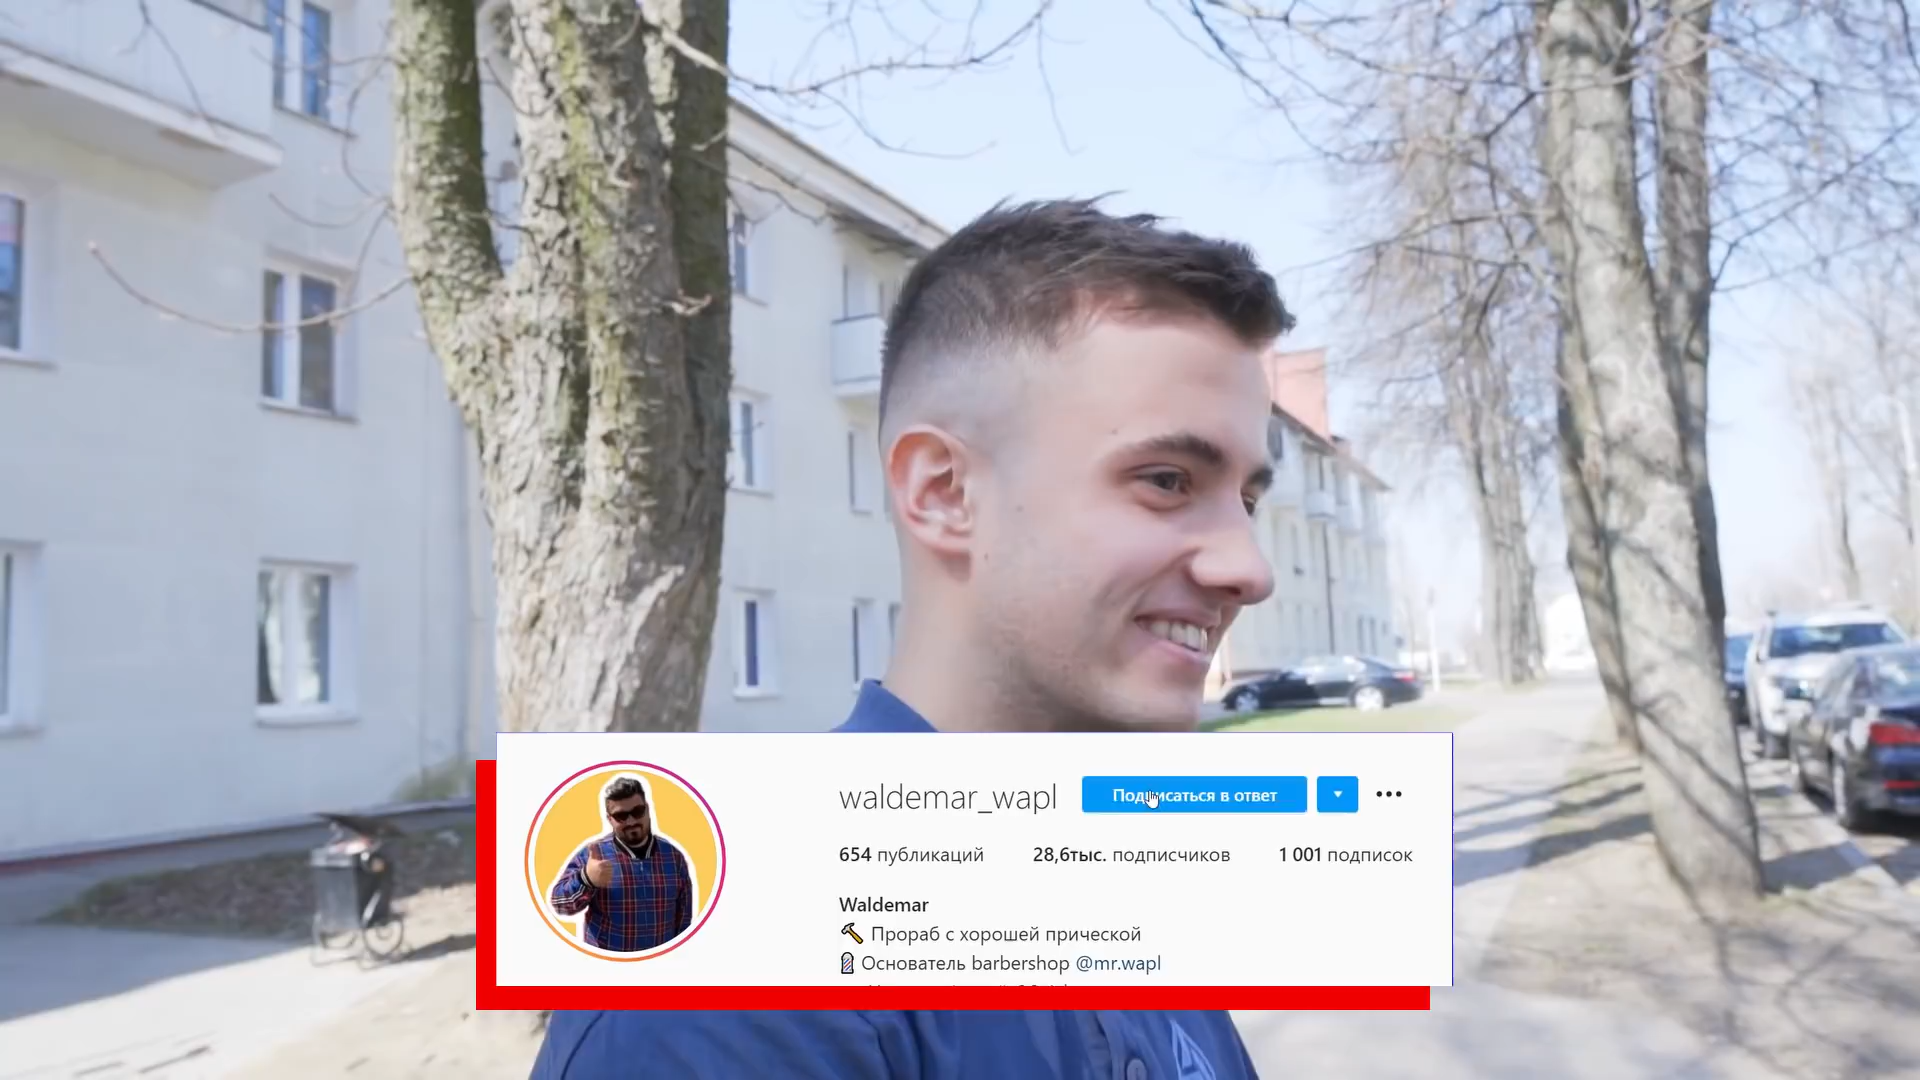 waldemar_wapl Подписаться в ответ
654 публикаций 28,6тыс. подписчиков 1 001 подписок
Waldemar
Прораб с хорошей прической
Основатель barbershop @mr.wapl